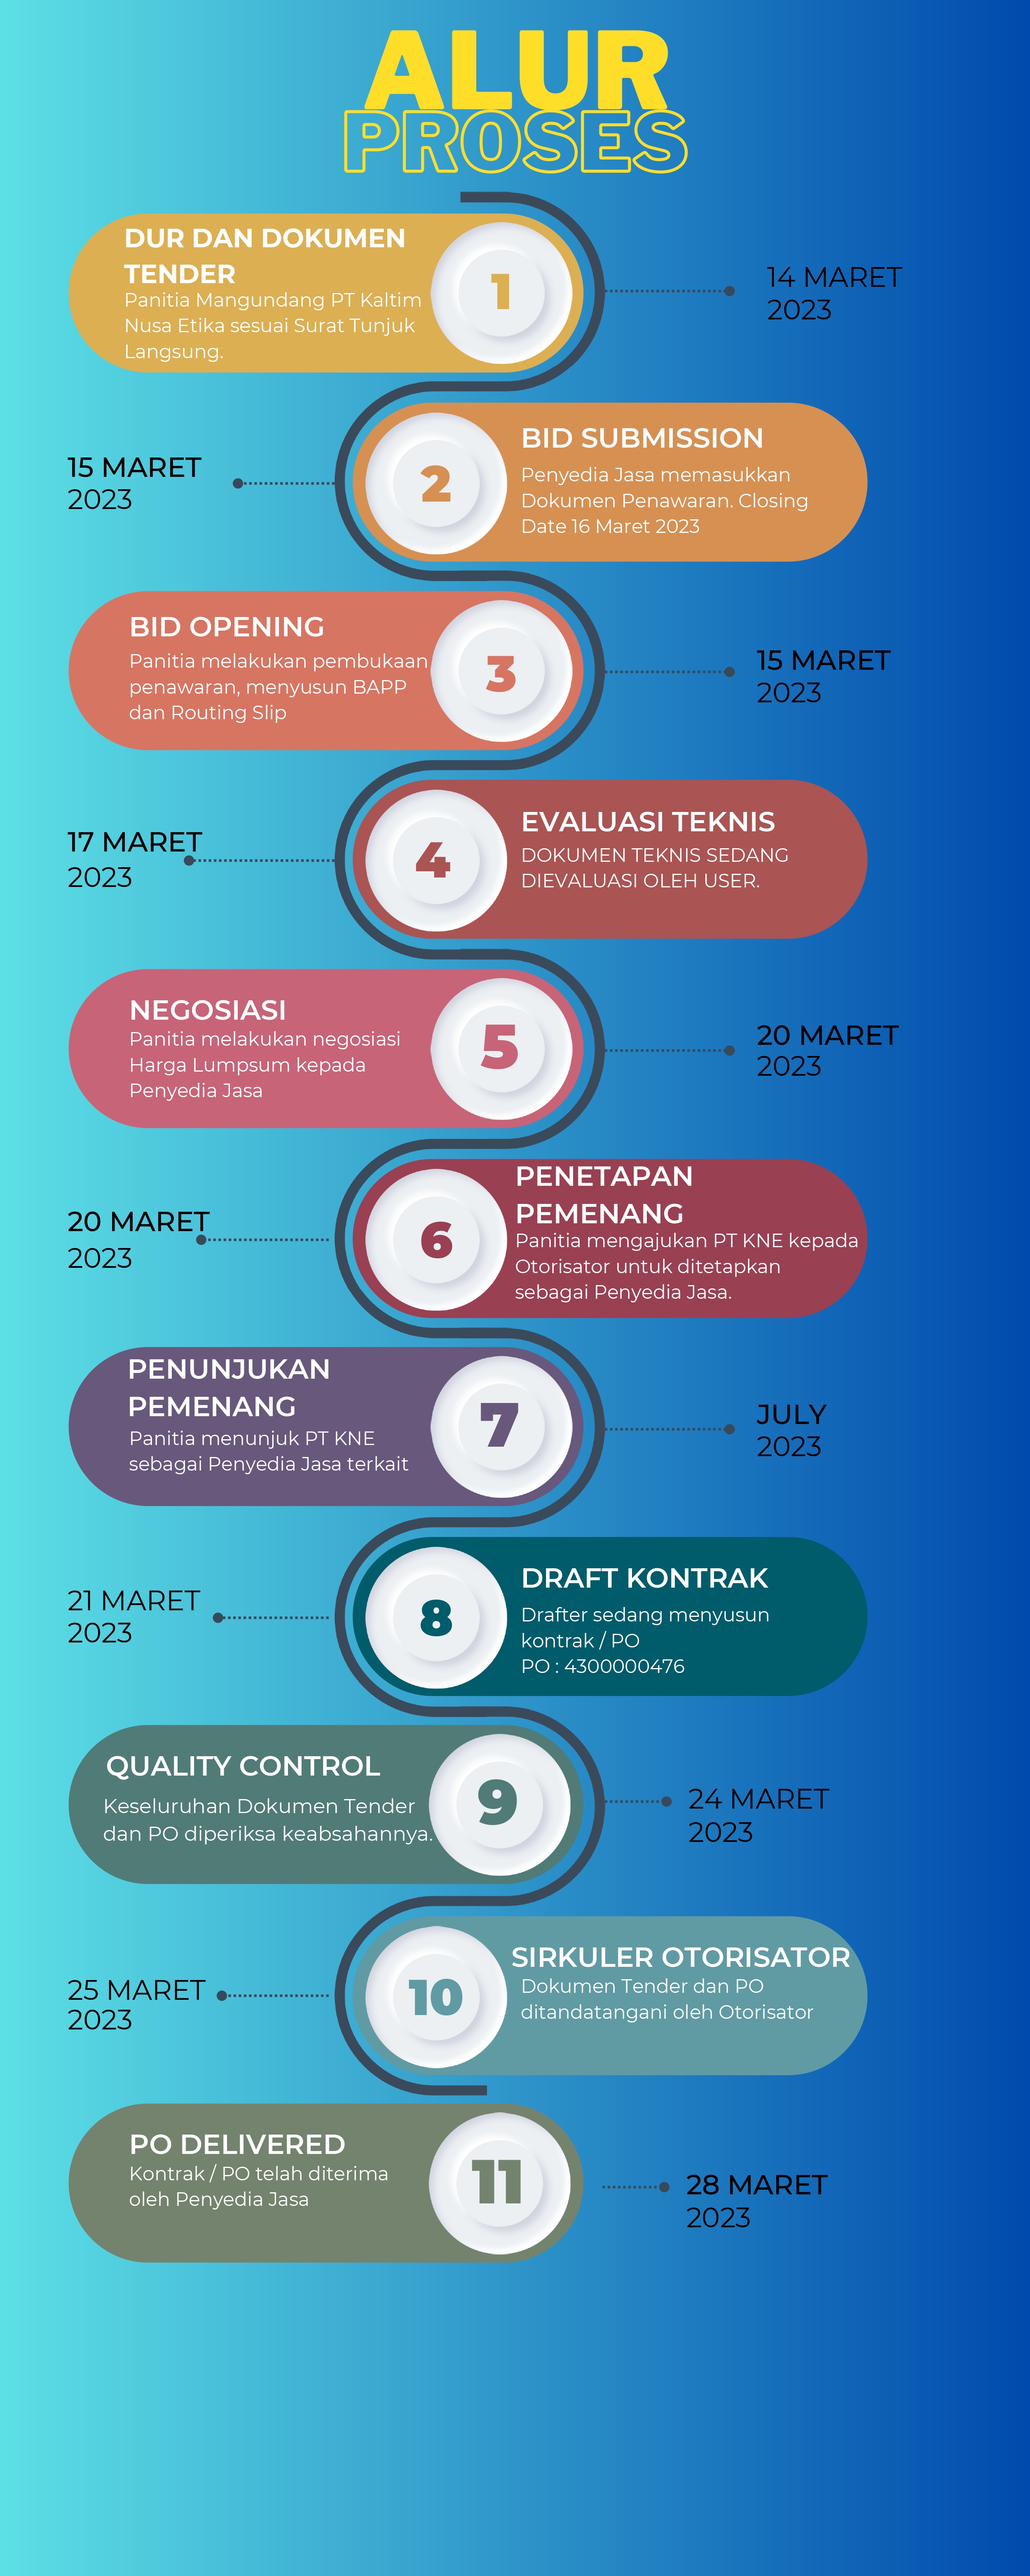 ALUR
PROSES
DUR DAN DOKUMEN
TENDER
Panitia Mangundang PT Kaltim
Nusa Etika sesuai Surat Tunjuk
Langsung.
1
14 MARET
2023
15 MARET
2023
2
BID SUBMISSION
Penyedia Jasa memasukkan
Dokumen Penawaran. Closing
Date 16 Maret 2023
BID OPENING
Panitia melakukan pembukaan
penawaran, menyusun BAPP
dan Routing Slip
3
15 MARET
2023
17 MARET
2023
4
EVALUASI TEKNIS
DOKUMEN TEKNIS SEDANG
DIEVALUASI OLEH USER.
NEGOSIASI
Panitia melakukan negosiasi
Harga Lumpsum kepada
Penyedia Jasa
5
20 MARET
2023
20 MARET
2023
6
PENETAPAN
PEMENANG
Panitia mengajukan PT KNE kepada
Otorisator untuk ditetapkan
sebagai Penyedia Jasa.
PENUNJUKAN
PEMENANG
Panitia menunjuk PT KNE
sebagai Penyedia Jasa terkait
7
JULY
2023
21 MARET
2023
8
DRAFT KONTRAK
Drafter sedang menyusun
kontrak / PO
PO : 4300000476
QUALITY CONTROL
Keseluruhan Dokumen Tender
dan PO diperiksa keabsahannya.
9
24 MARET
2023
25 MARET
2023
10
SIRKULER OTORISATOR
Dokumen Tender dan PO
ditandatangani oleh Otorisator
PO DELIVERED
Kontrak / PO telah diterima
oleh Penyedia Jasa
11
28 MARET
2023